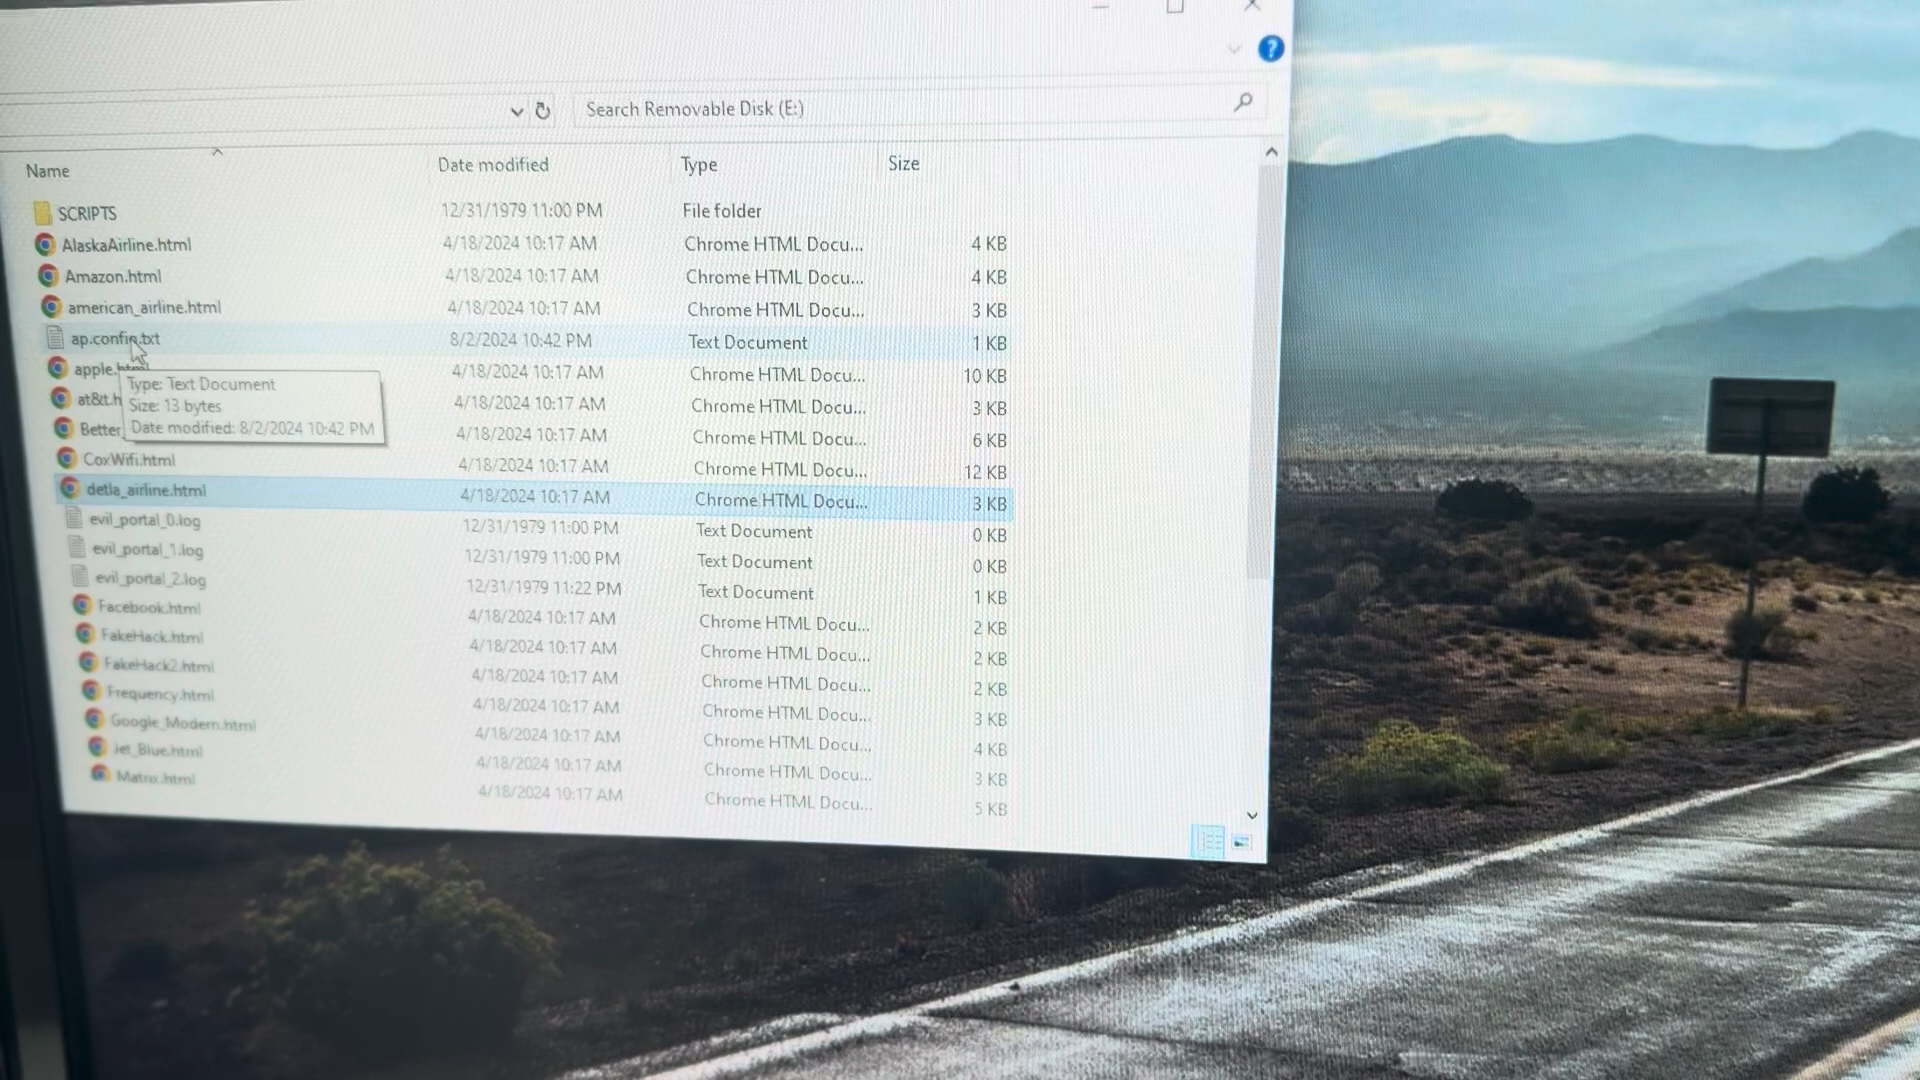 Search Removable Disk (E:)
Name Date modified Type Size
SCRIPTS 12/31/1979 11:00 PM File folder
AlaskaAirline.html 4/18/2024 10:17 AM Chrome HTML Docu... 4 KB
Amazon.html 4/18/2024 10:17 AM Chrome HTML Docu... 4 KB
american_airline.html 4/18/2024 10:17 AM Chrome HTML Docu... 3 KB
ap.config.txt 8/2/2024 10:42 PM Text Document 1 KB
apple.html 4/18/2024 10:17 AM Chrome HTML Docu... 10 KB
Type: Text Document
at&t.h 4/18/2024 10:17 AM Chrome HTML Docu... 3 KB
Size: 13 bytes
Better_ 4/18/2024 10:17 AM Chrome HTML Docu... 6 KB
Date modified: 8/2/2024 10:42 PM
CoxWifi.html 4/18/2024 10:17 AM Chrome HTML Docu... 12 KB
detla_airline.html 4/18/2024 10:17 AM Chrome HTML Docu... 3 KB
evil_portal_0.log 12/31/1979 11:00 PM Text Document 0 KB
evil_portal_1.log 12/31/1979 11:00 PM Text Document 0 KB
evil_portal_2.log 12/31/1979 11:22 PM Text Document 1 KB
Facebook.html 4/18/2024 10:17 AM Chrome HTML Docu... 2 KB
FakeHack.html 4/18/2024 10:17 AM Chrome HTML Docu... 2 KB
FakeHack2.html 4/18/2024 10:17 AM Chrome HTML Docu... 2 KB
Frequency.html 4/18/2024 10:17 AM Chrome HTML Docu... 3 KB
Google_Modern.html 4/18/2024 10:17 AM Chrome HTML Docu... 4 KB
Jet_Blue.html 4/18/2024 10:17 AM Chrome HTML Docu... 3 KB
Matrix.html 4/18/2024 10:17 AM Chrome HTML Docu... 5 KB